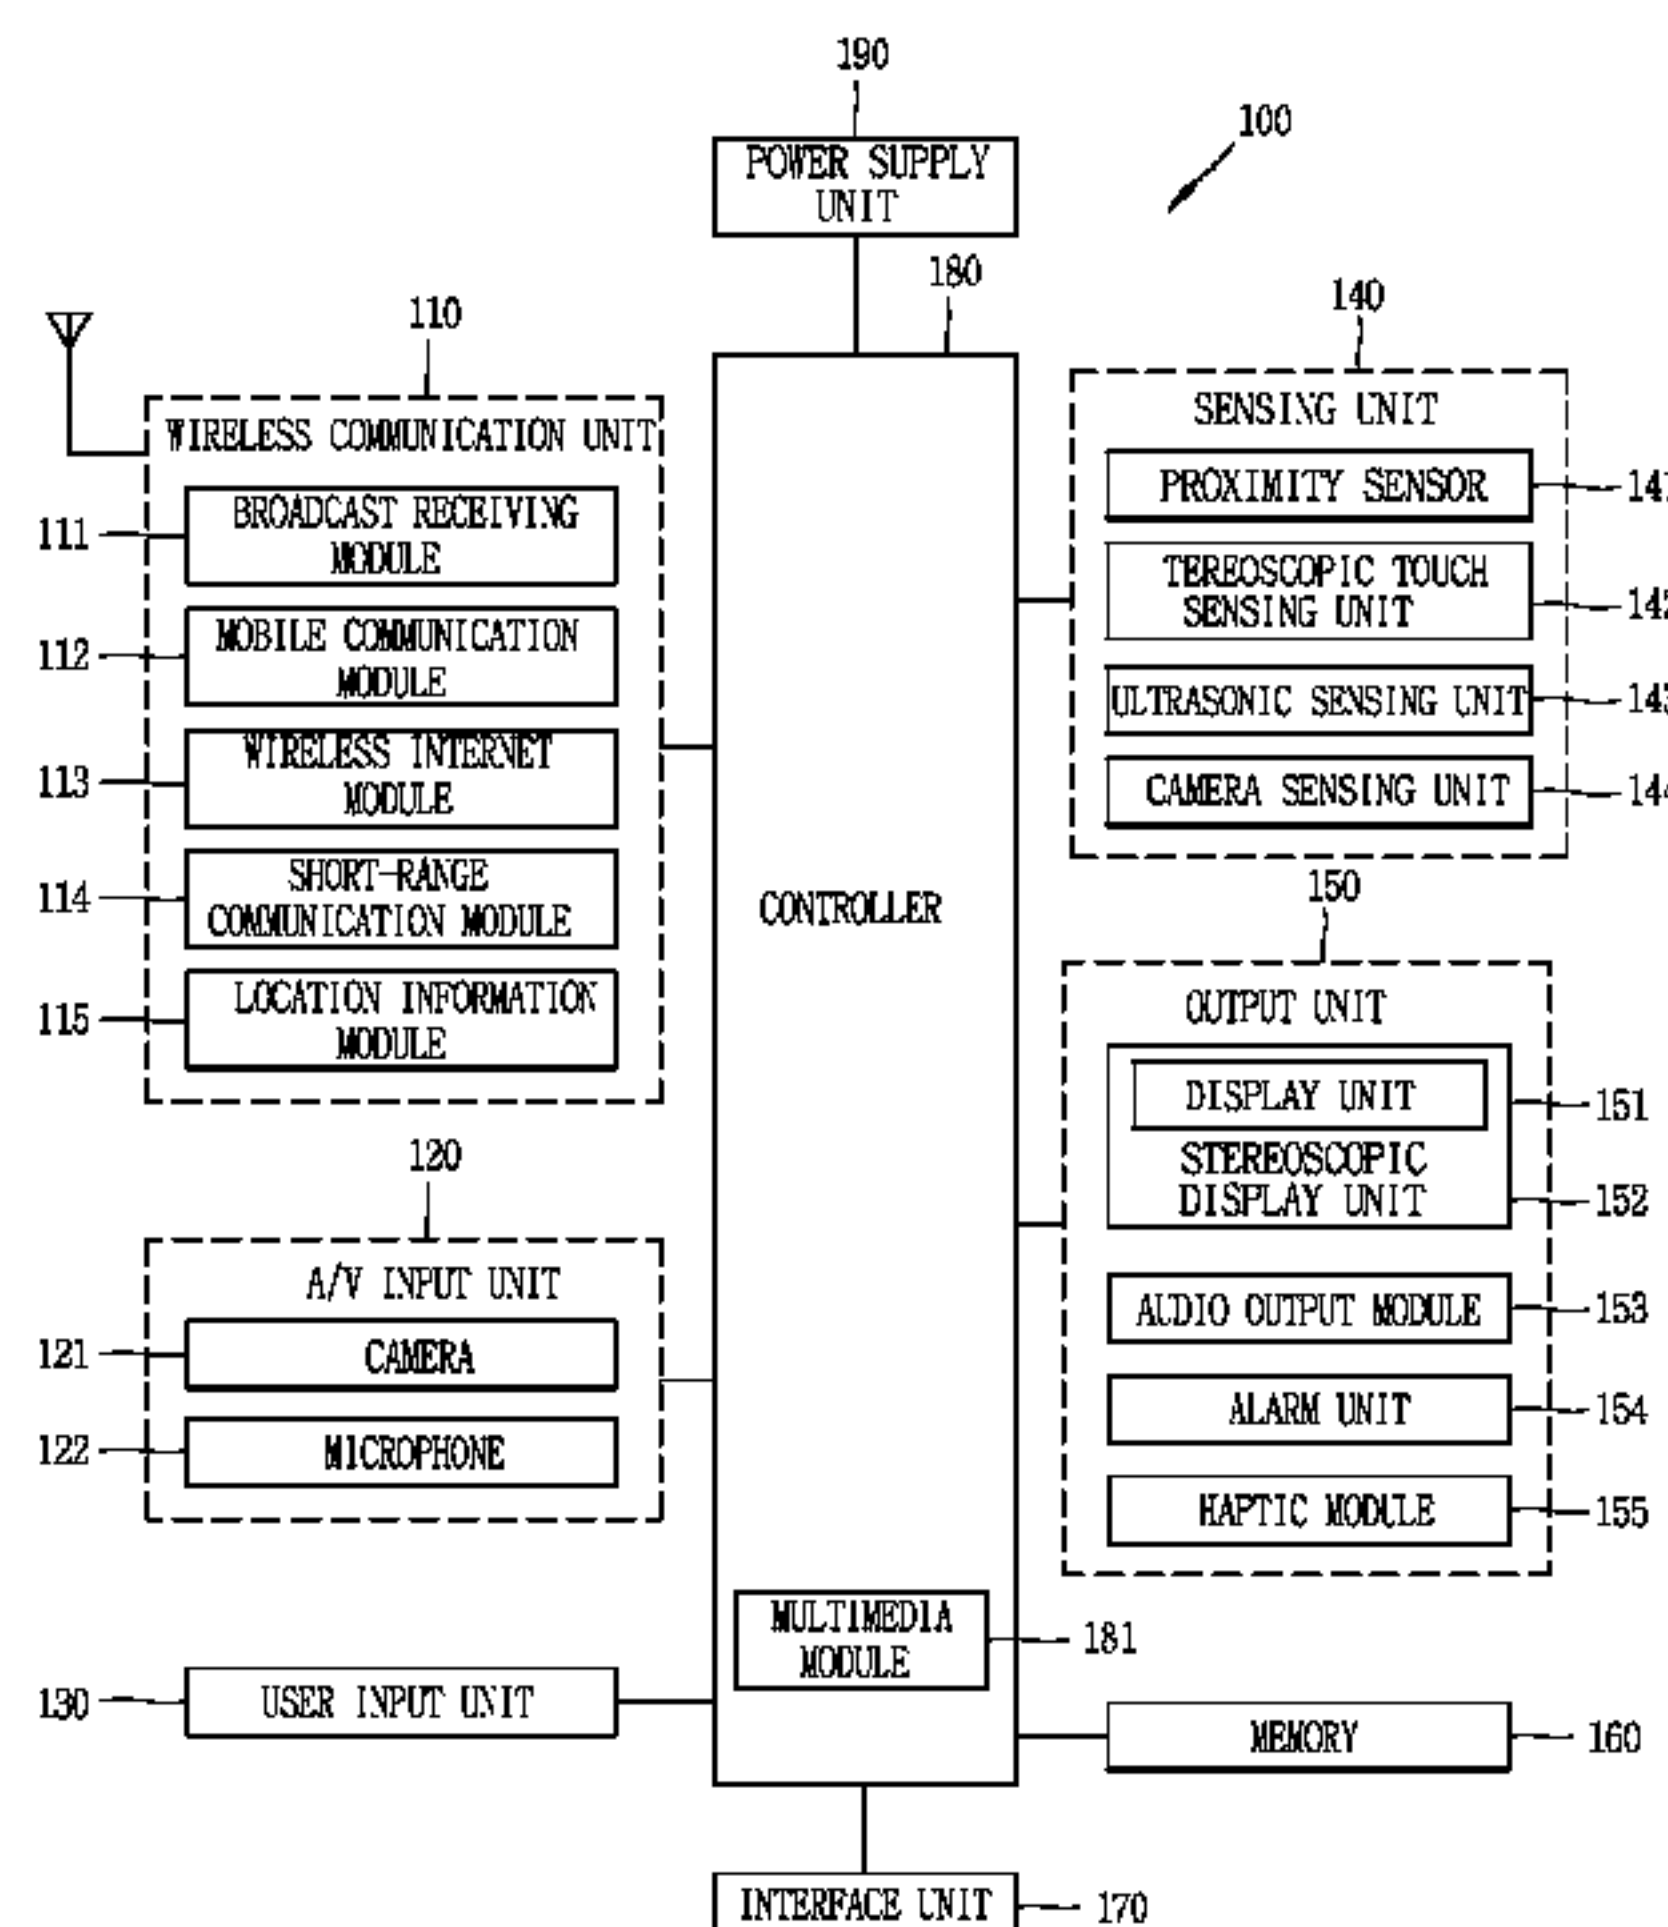 190
100
POWER SUPPLY
UNIT
180
110
WIRELESS COMMUNICATION UNIT
111
BROADCAST RECEIVING
MODULE
112
MOBILE COMMUNICATION
MODULE
113
WIRELESS INTERNET
MODULE
114
SHORT-RANGE
COMMUNICATION MODULE
115
LOCATION INFORMATION
MODULE
120
A/V INPUT UNIT
121
CAMERA
122
MICROPHONE
130
USER INPUT UNIT
CONTROLLER
MULTIMEDIA
MODULE
181
140
SENSING UNIT
PROXIMITY SENSOR
141
TEREOSCOPIC TOUCH
SENSING UNIT
142
ULTRASONIC SENSING UNIT
143
CAMERA SENSING UNIT
144
150
OUTPUT UNIT
DISPLAY UNIT
151
STEREOSCOPIC
DISPLAY UNIT
152
AUDIO OUTPUT MODULE
153
ALARM UNIT
154
HAPTIC MODULE
155
MEMORY
160
INTERFACE UNIT
170